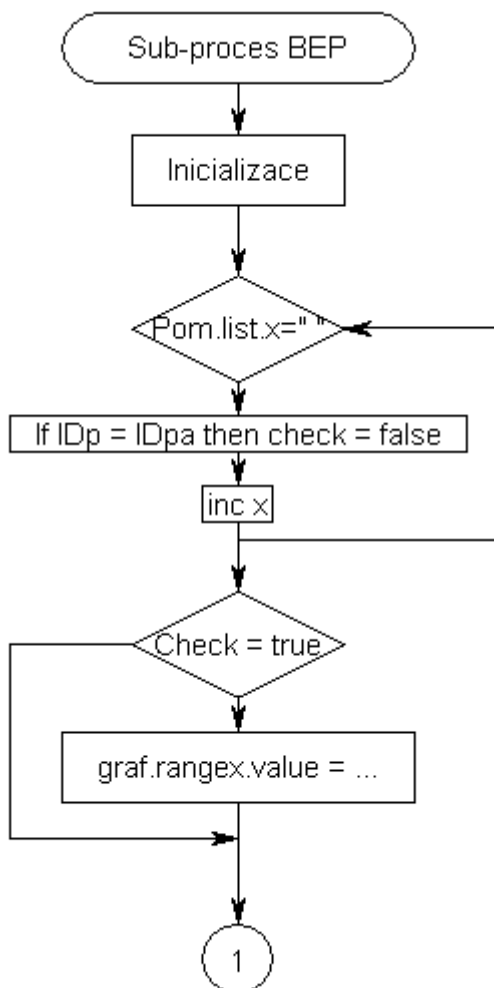 Sub-proces BEP
Inicializace
Pom.list.x=" "
If IDp = IDpa then check = false
inc x
Check = true
graf.rangex.value = ...
1